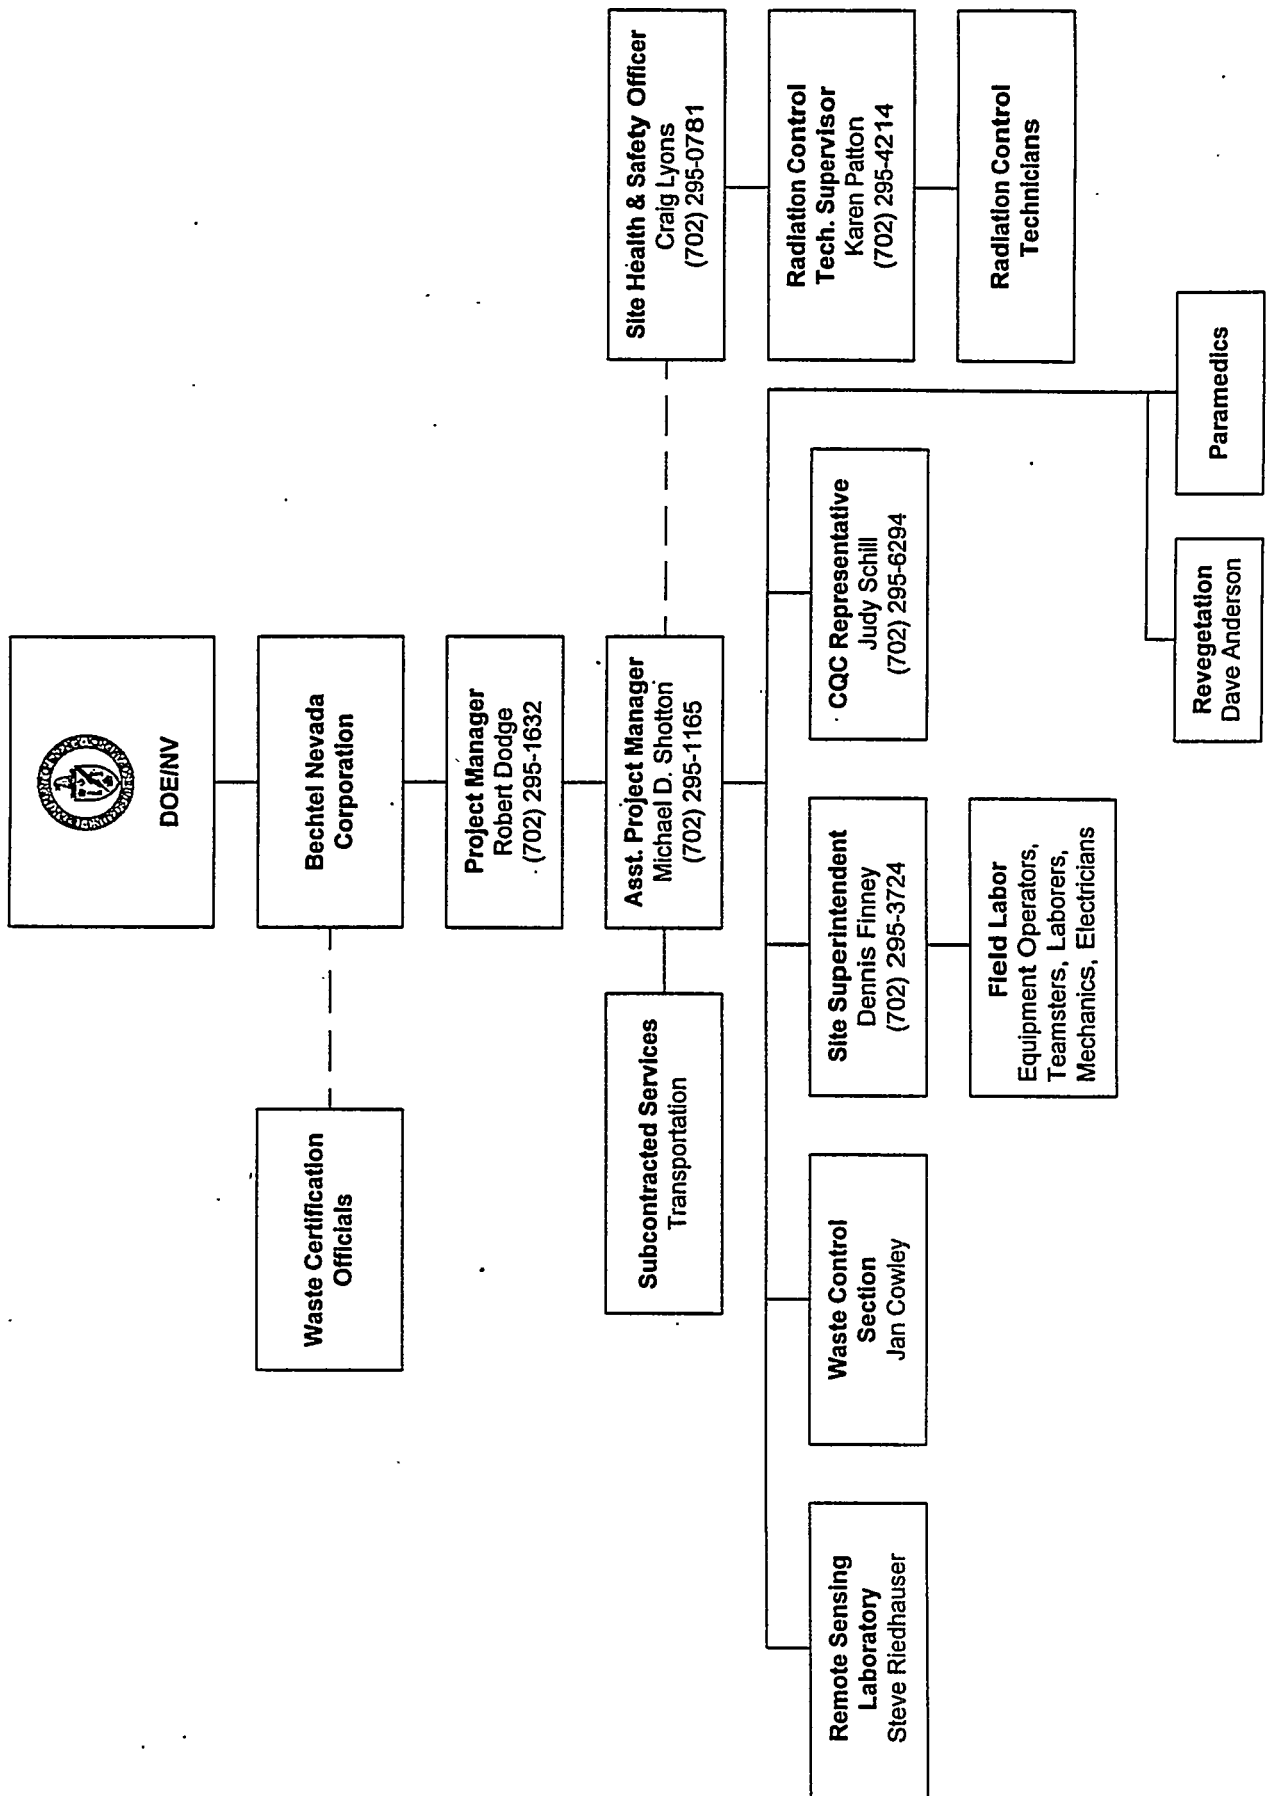 DOE/NV
Bechtel Nevada
Corporation
Waste Certification
Officials
Project Manager
Robert Dodge
(702) 295-1632
Subcontracted Services
Transportation
Asst. Project Manager
Michael D. Shotton
(702) 295-1165
Site Health & Safety Officer
Craig Lyons
(702) 295-0781
Radiation Control
Tech. Supervisor
Karen Patton
(702) 295-4214
Radiation Control
Technicians
Remote Sensing
Laboratory
Steve Riedhauser
Waste Control
Section
Jan Cowley
Site Superintendent
Dennis Finney
(702) 295-3724
CQC Representative
Judy Schill
(702) 295-6294
Field Labor
Equipment Operators,
Teamsters, Laborers,
Mechanics, Electricians
Revegetation
Dave Anderson
Paramedics